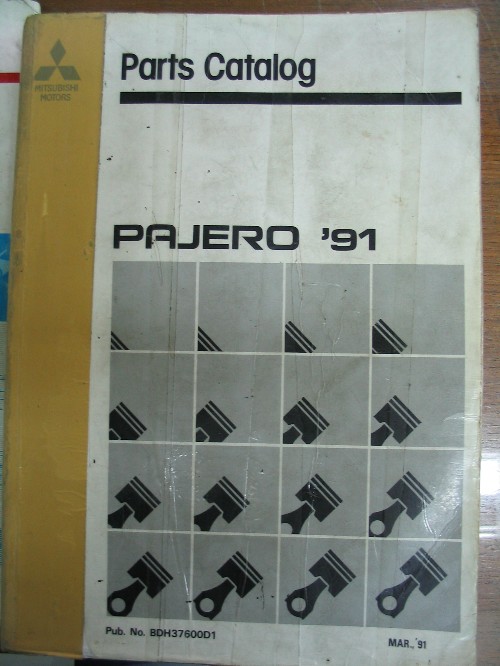 MITSUBISHI
MOTORS
Parts Catalog
PAJERO '91
Pub. No. BDH37600D1
MAR., '91